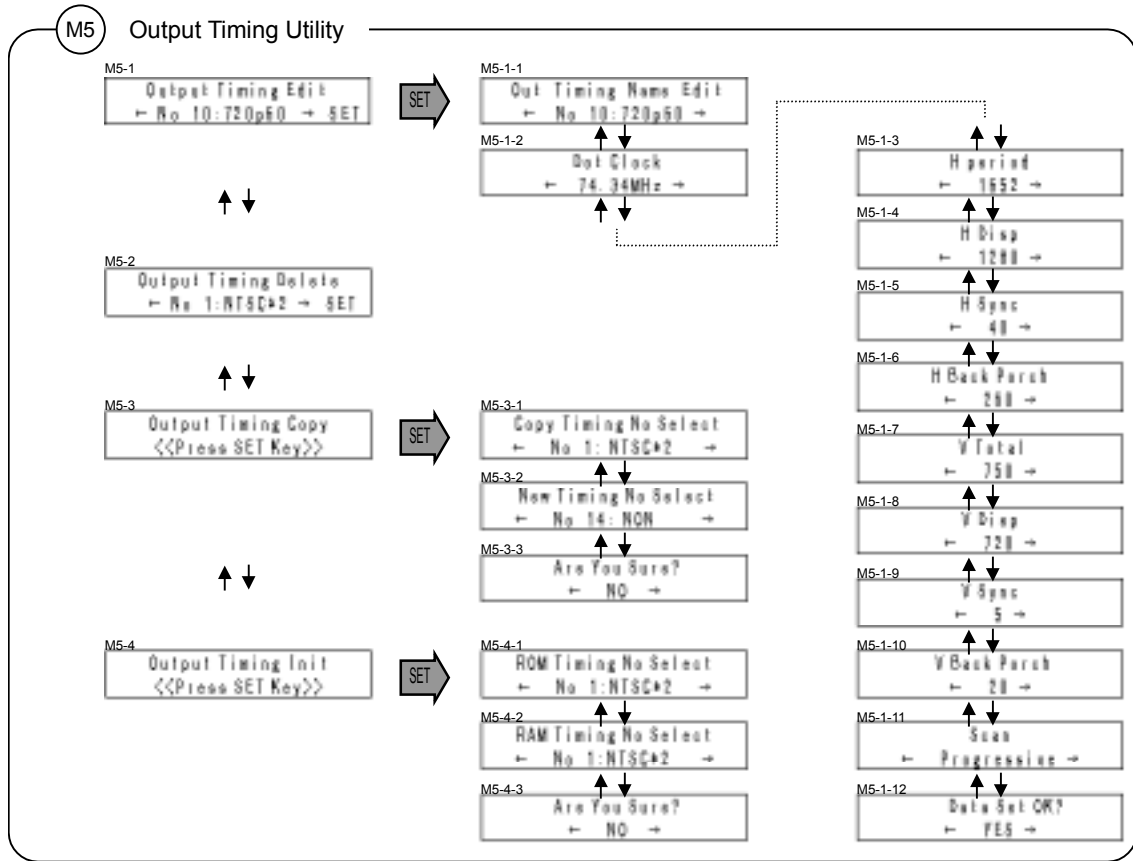 M5 Output Timing Utility
M5-1
Output Timing Edit
← No 10:720p60 → SET
SET
M5-1-1
Out Timing Name Edit
← No 10:720p60 →
M5-1-2
Dot Clock
← 74.34MHz →
M5-1-3
H period
← 1652 →
M5-1-4
H Disp
← 1280 →
M5-1-5
H Sync
← 40 →
M5-1-6
H Back Porch
← 260 →
M5-1-7
V Total
← 750 →
M5-1-8
V Disp
← 720 →
M5-1-9
V Sync
← 5 →
M5-1-10
V Back Porch
← 20 →
M5-1-11
Scan
← Progressive →
M5-1-12
Data Set OK?
← YES →
M5-2
Output Timing Delete
← No 1:NTSC*2 → SET
M5-3
Output Timing Copy
<<Press SET Key>>
SET
M5-3-1
Copy Timing No Select
← No 1: NTSC*2 →
M5-3-2
New Timing No Select
← No 14: NON →
M5-3-3
Are You Sure?
← NO →
M5-4
Output Timing Init
<<Press SET Key>>
SET
M5-4-1
ROM Timing No Select
← No 1:NTSC*2 →
M5-4-2
RAM Timing No Select
← No 1:NTSC*2 →
M5-4-3
Are You Sure?
← NO →